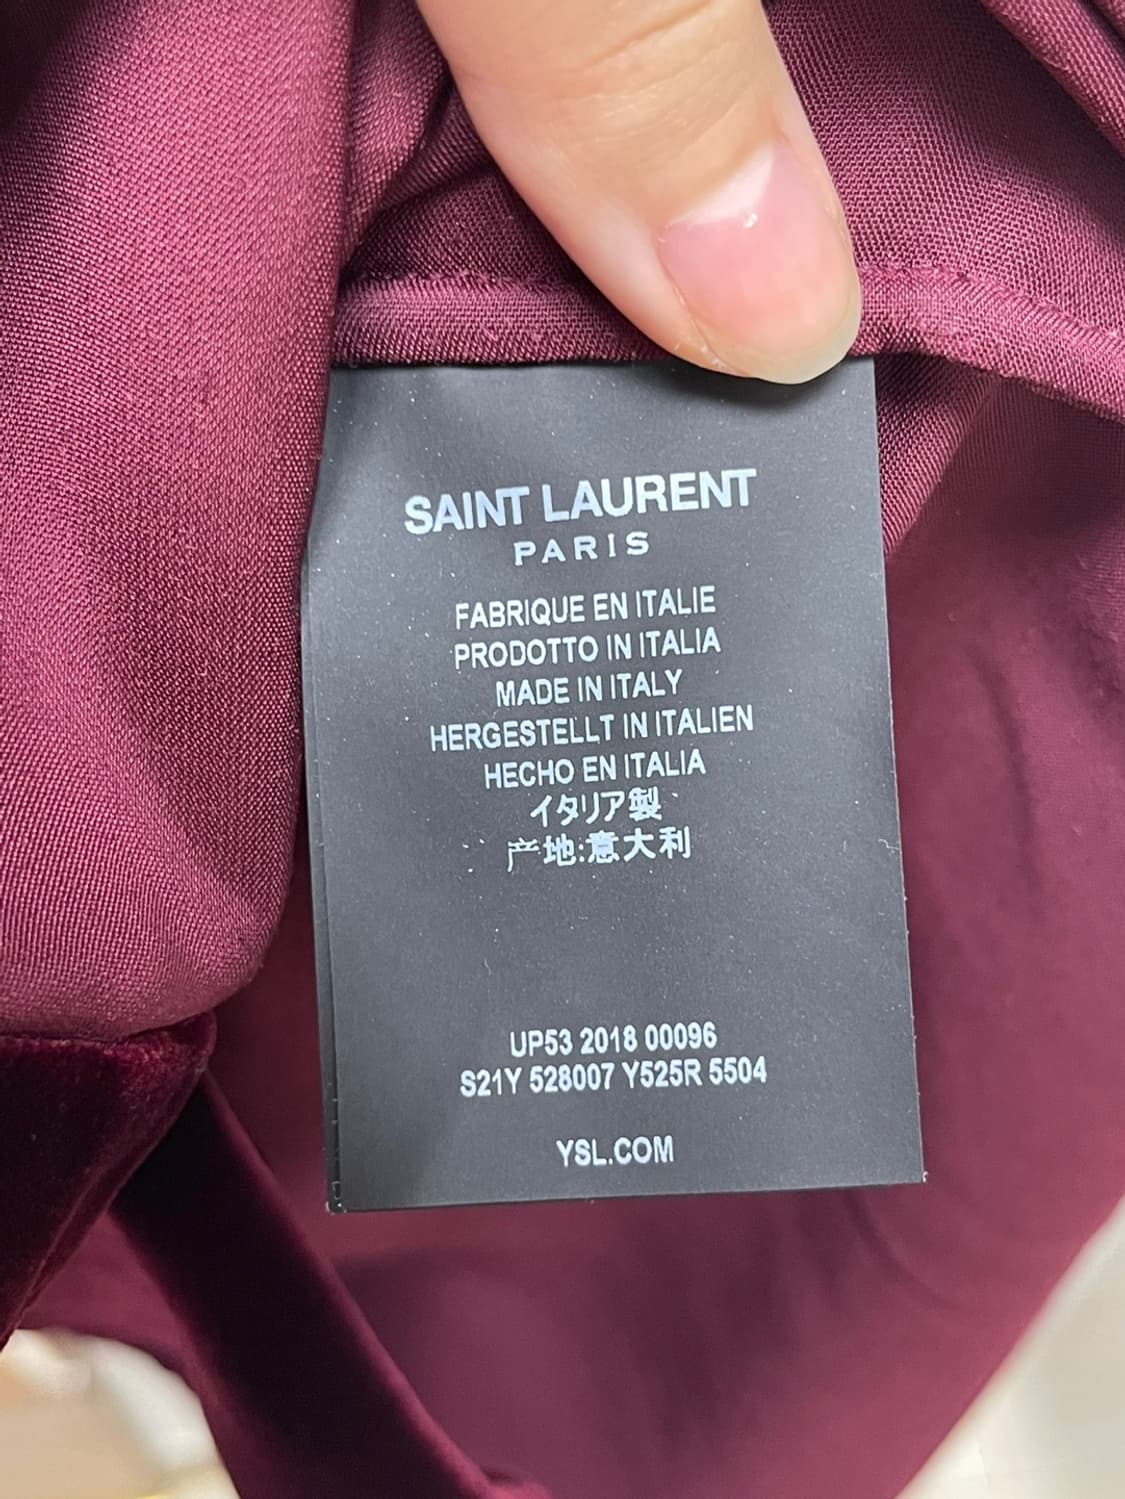 SAINT LAURENT
PARIS
FABRIQUE EN ITALIE
PRODOTTO IN ITALIA
MADE IN ITALY
HERGESTELLT IN ITALIEN
HECHO EN ITALIA
イタリア製
产地:意大利
UP53 2018 00096
S21Y 528007 Y525R 5504
YSL.COM